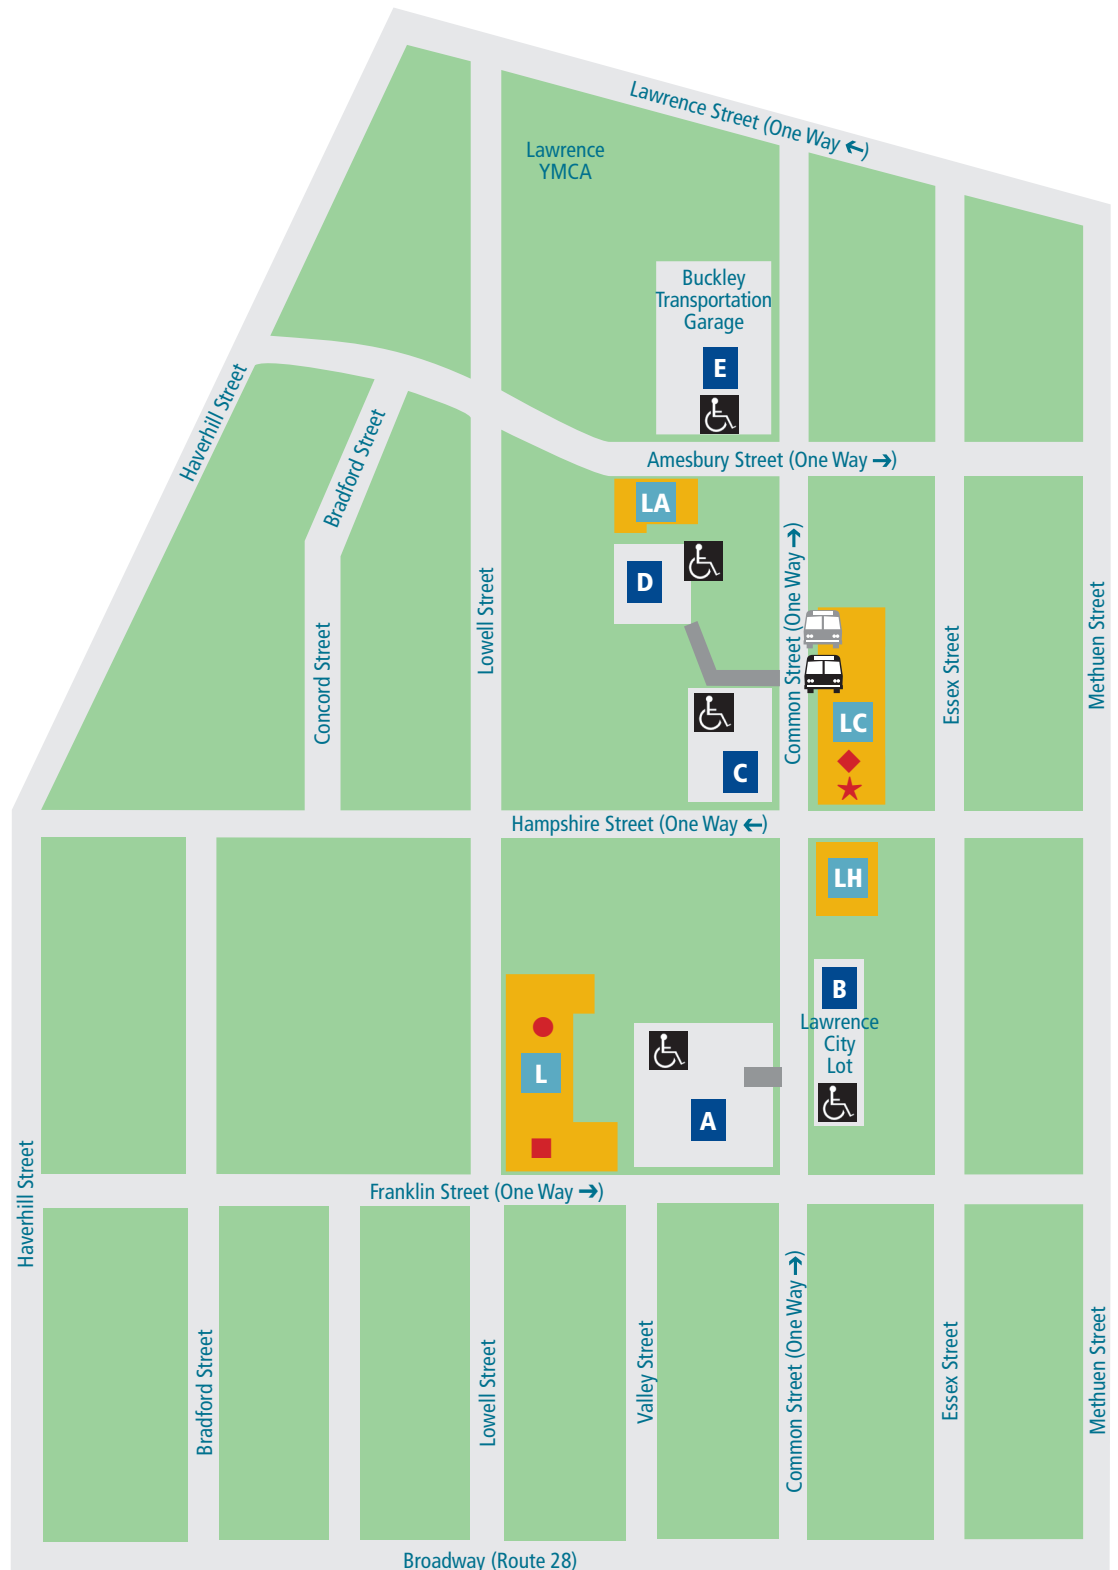 Lawrence Street (One Way ←)
Lawrence
YMCA
Buckley
Transportation
Garage
E
Haverhill Street
Bradford Street
Amesbury Street (One Way →)
LA
D
Common Street (One Way →)
Lowell Street
Concord Street
Essex Street
Methuen Street
LC
C
Hampshire Street (One Way ←)
LH
B
Lawrence
City
Lot
L
A
Haverhill Street
Franklin Street (One Way →)
Bradford Street
Lowell Street
Valley Street
Common Street (One Way →)
Essex Street
Methuen Street
Broadway (Route 28)